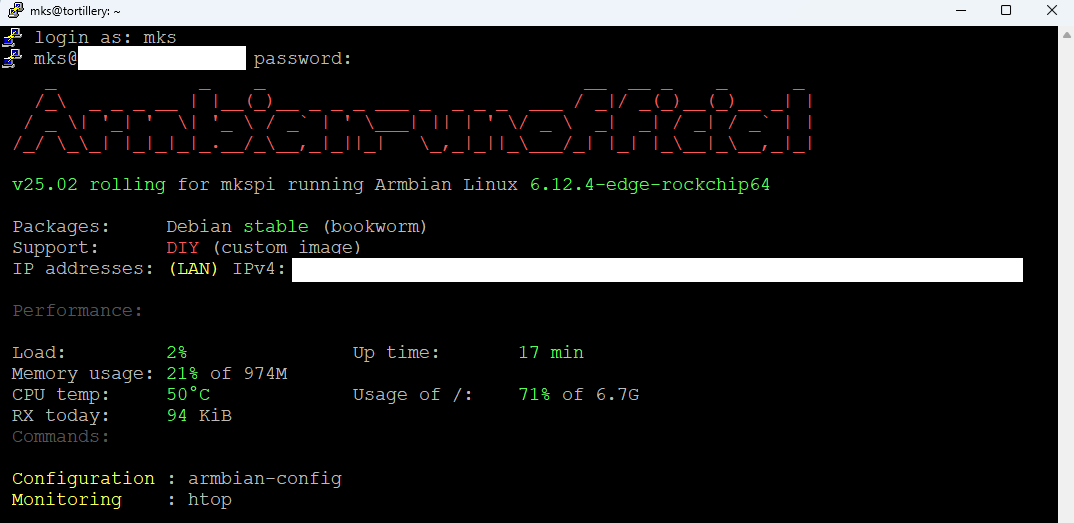 mks@tortillery: ~
login as: mks
mks@ password:
Armbian-unofficial
v25.02 rolling for mkspi running Armbian Linux 6.12.4-edge-rockchip64
Packages: Debian stable (bookworm)
Support: DIY (custom image)
IP addresses: (LAN) IPv4:
Performance:
Load: 2% Up time: 17 min
Memory usage: 21% of 974M
CPU temp: 50°C Usage of /: 71% of 6.7G
RX today: 94 KiB
Commands:
Configuration : armbian-config
Monitoring : htop